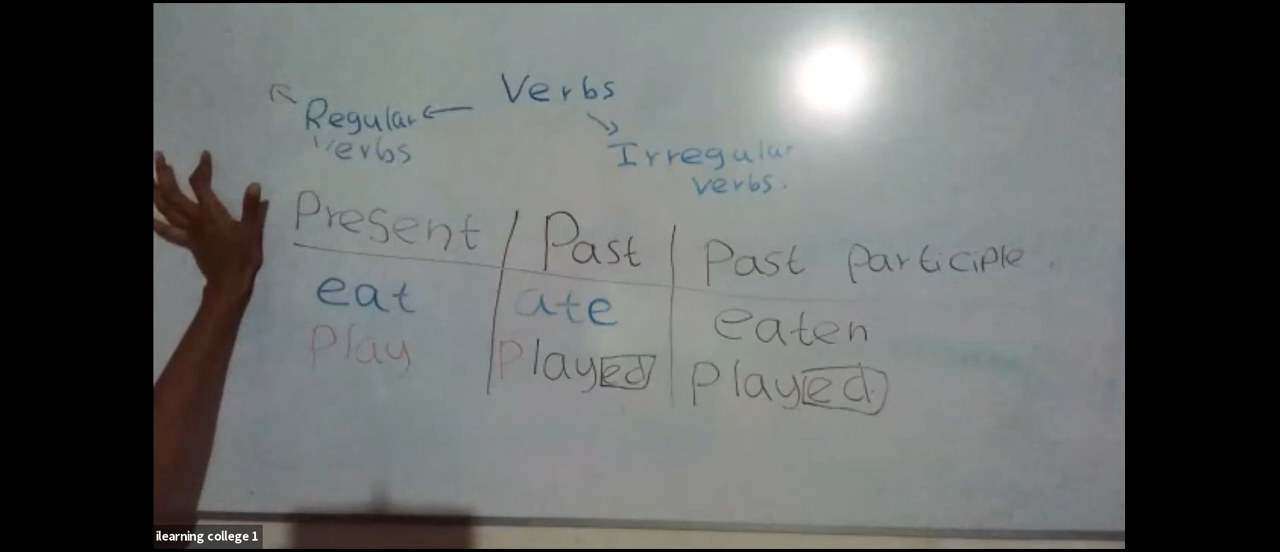 Verbs
Regular
Verbs
Irregular
verbs.
Present / Past | Past participle.
eat | ate | eaten
Play | Played | Played
ilearning college 1